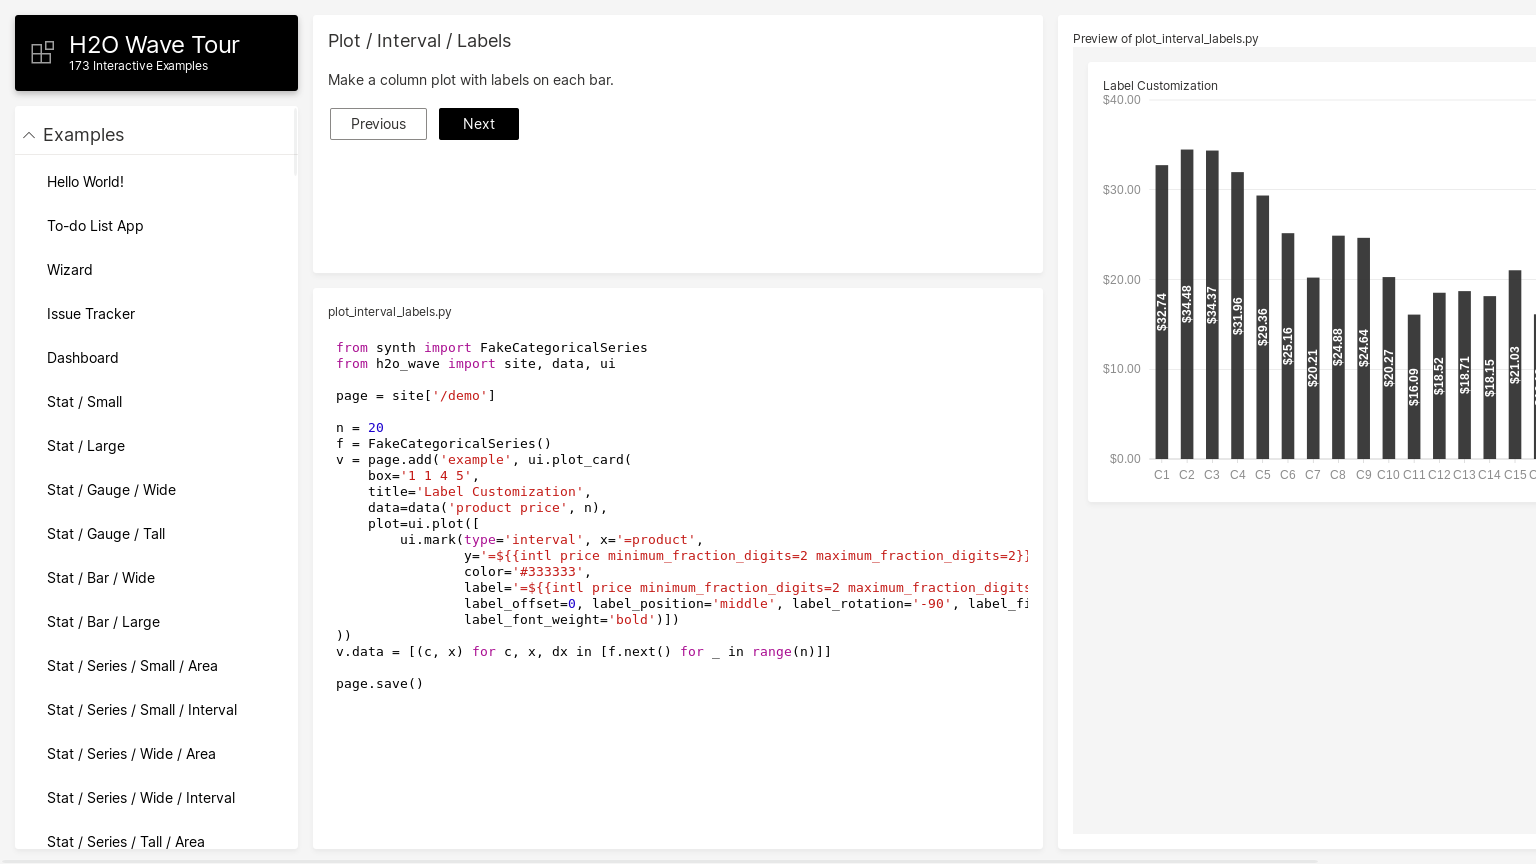 H2O Wave Tour
173 Interactive Examples
Examples
Hello World!
To-do List App
Wizard
Issue Tracker
Dashboard
Stat / Small
Stat / Large
Stat / Gauge / Wide
Stat / Gauge / Tall
Stat / Bar / Wide
Stat / Bar / Large
Stat / Series / Small / Area
Stat / Series / Small / Interval
Stat / Series / Wide / Area
Stat / Series / Wide / Interval
Stat / Series / Tall / Area
Plot / Interval / Labels
Make a column plot with labels on each bar.
Previous
Next
plot_interval_labels.py
from synth import FakeCategoricalSeries
from h2o_wave import site, data, ui
page = site['/demo']
n = 20
f = FakeCategoricalSeries()
v = page.add('example', ui.plot_card(
    box='1 1 4 5',
    title='Label Customization',
    data=data('product price', n),
    plot=ui.plot([
        ui.mark(type='interval', x='=product',
                y='=${{intl price minimum_fraction_digits=2 maximum_fraction_digits=2}}
                color='#333333',
                label='=${{intl price minimum_fraction_digits=2 maximum_fraction_digits
                label_offset=0, label_position='middle', label_rotation='-90', label_fi
                label_font_weight='bold')])
))
v.data = [(c, x) for c, x, dx in [f.next() for _ in range(n)]]
page.save()
Preview of plot_interval_labels.py
Label Customization
$40.00
$30.00
$20.00
$10.00
$0.00
$32.74
$34.48
$34.37
$31.96
$29.36
$25.16
$20.21
$24.88
$24.64
$20.27
$16.09
$18.52
$18.71
$18.15
$21.03
C1 C2 C3 C4 C5 C6 C7 C8 C9 C10 C11 C12 C13 C14 C15